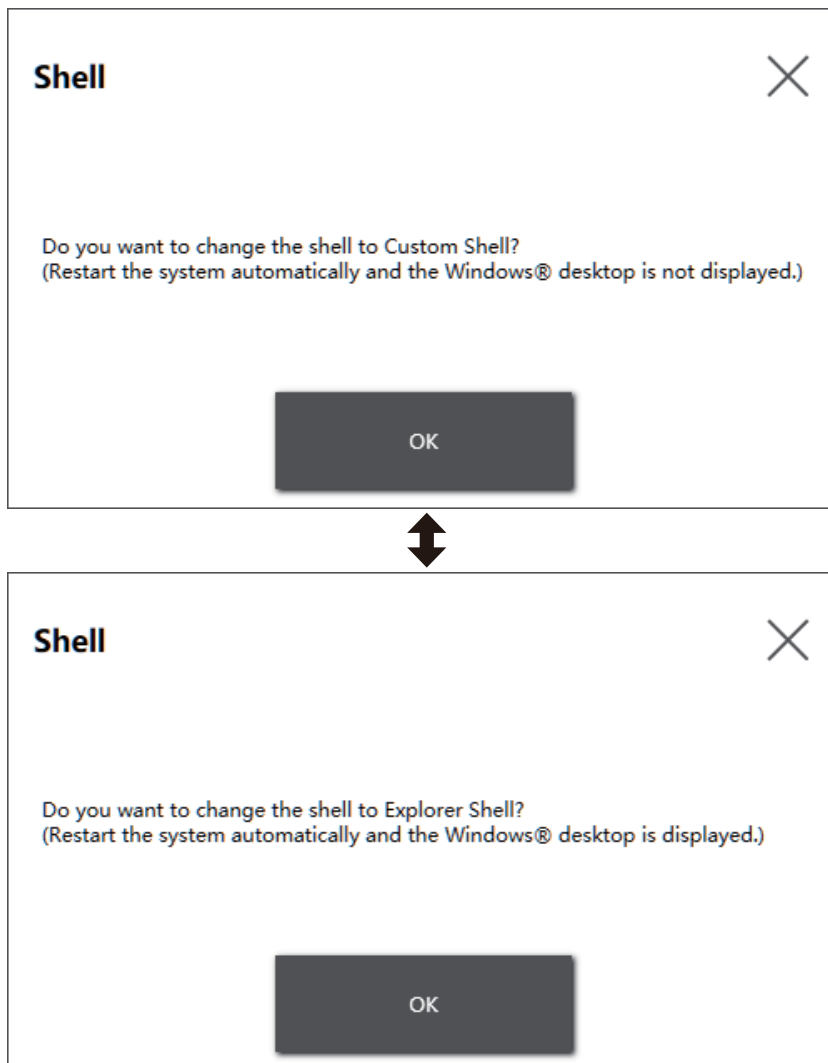 Shell
Do you want to change the shell to Custom Shell?
(Restart the system automatically and the Windows® desktop is not displayed.)
OK
Shell
Do you want to change the shell to Explorer Shell?
(Restart the system automatically and the Windows® desktop is displayed.)
OK